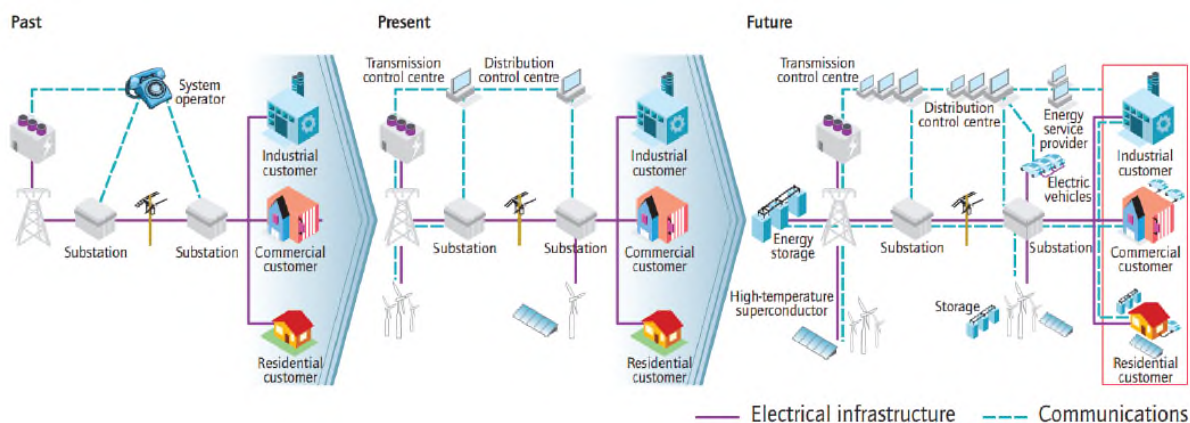 Past
System
operator
Substation
Substation
Industrial
customer
Commercial
customer
Residential
customer
Present
Transmission
control centre
Distribution
control centre
Substation
Substation
Industrial
customer
Commercial
customer
Residential
customer
Future
Transmission
control centre
Distribution
control centre
Energy
service
provider
Electric
vehicles
Energy
storage
Substation
Substation
High-temperature
superconductor
Storage
Industrial
customer
Commercial
customer
Residential
customer
Electrical infrastructure
Communications